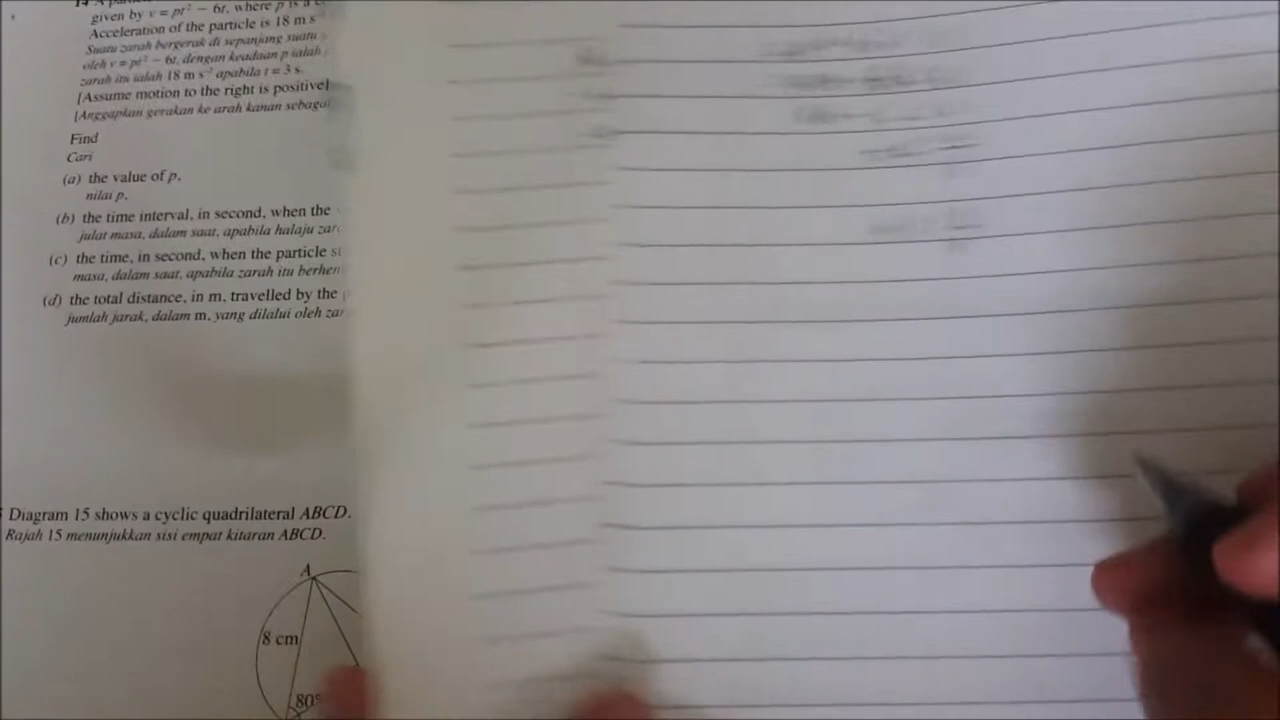 14 A
given by v = pt² − 6t, where p is a
Acceleration of the particle is 18 m s
Suatu zarah bergerak di sepanjang suatu
oleh v = pt² − 6t, dengan keadaan p ialah
zarah itu ialah 18 m s⁻² apabila t = 3 s.
[Assume motion to the right is positive]
[Anggapkan gerakan ke arah kanan sebagai
Find
Cari
(a) the value of p,
nilai p,
(b) the time interval, in second, when the
julat masa, dalam saat, apabila halaju
(c) the time, in second, when the particle
masa, dalam saat, apabila zarah itu
(d) the total distance, in m, travelled by the
jumlah jarak, dalam m, yang dilalui oleh
Diagram 15 shows a cyclic quadrilateral ABCD.
Rajah 15 menunjukkan sisi empat kitaran ABCD.
A
8 cm
80°